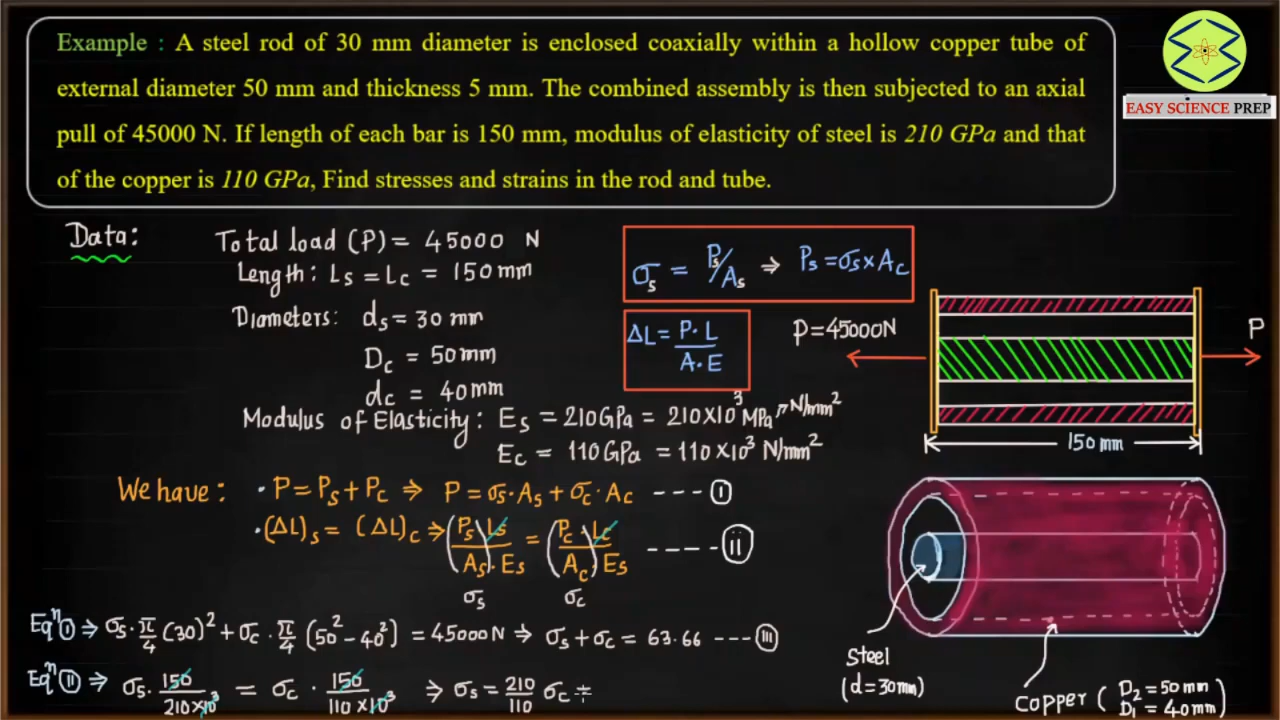 Example : A steel rod of 30 mm diameter is enclosed coaxially within a hollow copper tube of
external diameter 50 mm and thickness 5 mm. The combined assembly is then subjected to an axial
pull of 45000 N. If length of each bar is 150 mm, modulus of elasticity of steel is 210 GPa and that
of the copper is 110 GPa, Find stresses and strains in the rod and tube.
EASY SCIENCE PREP
Data:
Total load (P) = 45000 N
Length: Ls = Lc = 150 mm
Diameters: ds = 30 mm
Dc = 50 mm
dc = 40 mm
Modulus of Elasticity: Es = 210 GPa = 210×10³ MPa → N/mm²
Ec = 110 GPa = 110×10³ N/mm²
σs = Ps/As ⇒ Ps = σs×Ac
ΔL = P·L / A·E
P=45000N
P
150 mm
We have: · P = Ps + Pc ⇒ P = σs·As + σc·Ac --- Ⓘ
· (ΔL)s = (ΔL)c ⇒ (Ps/As)·Ls/Es = (Pc/Ac)·Lc/Es ---- Ⓘ Ⓘ
σs σc
Eqⁿ Ⓘ ⇒ σs·π/4 (30)² + σc·π/4 (50² − 40²) = 45000 N ⇒ σs + σc = 63.66 --- (III)
Eqⁿ (II) ⇒ σs · 150/210×10³ = σc · 150/110×10³ ⇒ σs = 210/110 σc =
Steel
(d = 30 mm)
Copper ( D₂ = 50 mm
D₁ = 40 mm )